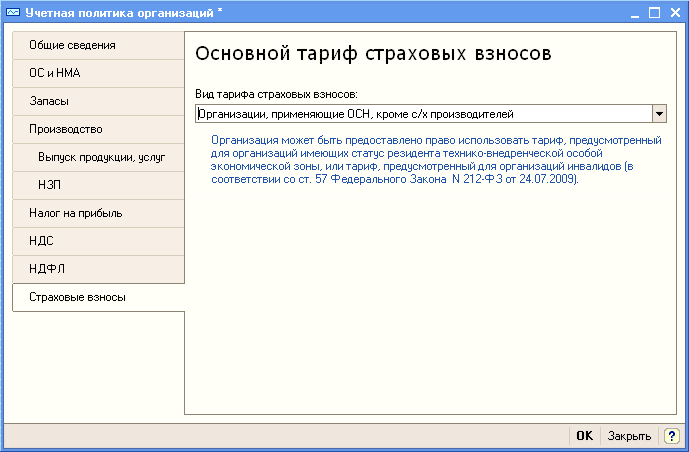 Учетная политика организаций *
Общие сведения
ОС и НМА
Запасы
Производство
Выпуск продукции, услуг
НЗП
Налог на прибыль
НДС
НДФЛ
Страховые взносы
Основной тариф страховых взносов
Вид тарифа страховых взносов:
Организации, применяющие ОСН, кроме с/х производителей
Организация может быть предоставлено право использовать тариф, предусмотренный
для организаций имеющих статус резидента технико-внедренческой особой
экономической зоны, или тариф, предусмотренный для организаций инвалидов (в
соответствии со ст. 57 Федерального Закона N 212-ФЗ от 24.07.2009).
OK Закрыть ?